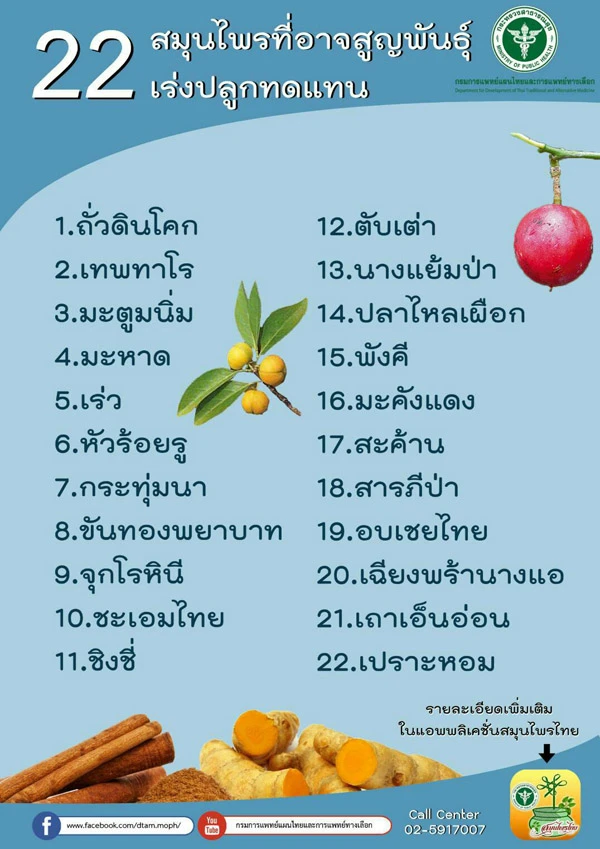 22
สมุนไพรที่อาจสูญพันธุ์
เร่งปลูกทดแทน
กระทรวงสาธารณสุข
MINISTRY OF PUBLIC HEALTH
กรมการแพทย์แผนไทยและการแพทย์ทางเลือก
Department for Development of Thai Traditional and Alternative Medicine
1.ถั่วดินโคก
2.เทพทาโร
3.มะตูมนิ่ม
4.มะหาด
5.เร่ว
6.หัวร้อยรู
7.กระทุ่มนา
8.ขันทองพยาบาท
9.จุกโรหินี
10.ชะเอมไทย
11.ชิงชี่
12.ตับเต่า
13.นางแย้มป่า
14.ปลาไหลเผือก
15.พังคี
16.มะคังแดง
17.สะค้าน
18.สารภีป่า
19.อบเชยไทย
20.เฉียงพร้านางแอ
21.เถาเอ็นอ่อน
22.เปราะหอม
รายละเอียดเพิ่มเติม
ในแอพพลิเคชั่นสมุนไพรไทย
f www.facebook.com/dtam.moph/
You Tube กรมการแพทย์แผนไทยและการแพทย์ทางเลือก
Call Center
02-5917007
สมุนไพรไทย